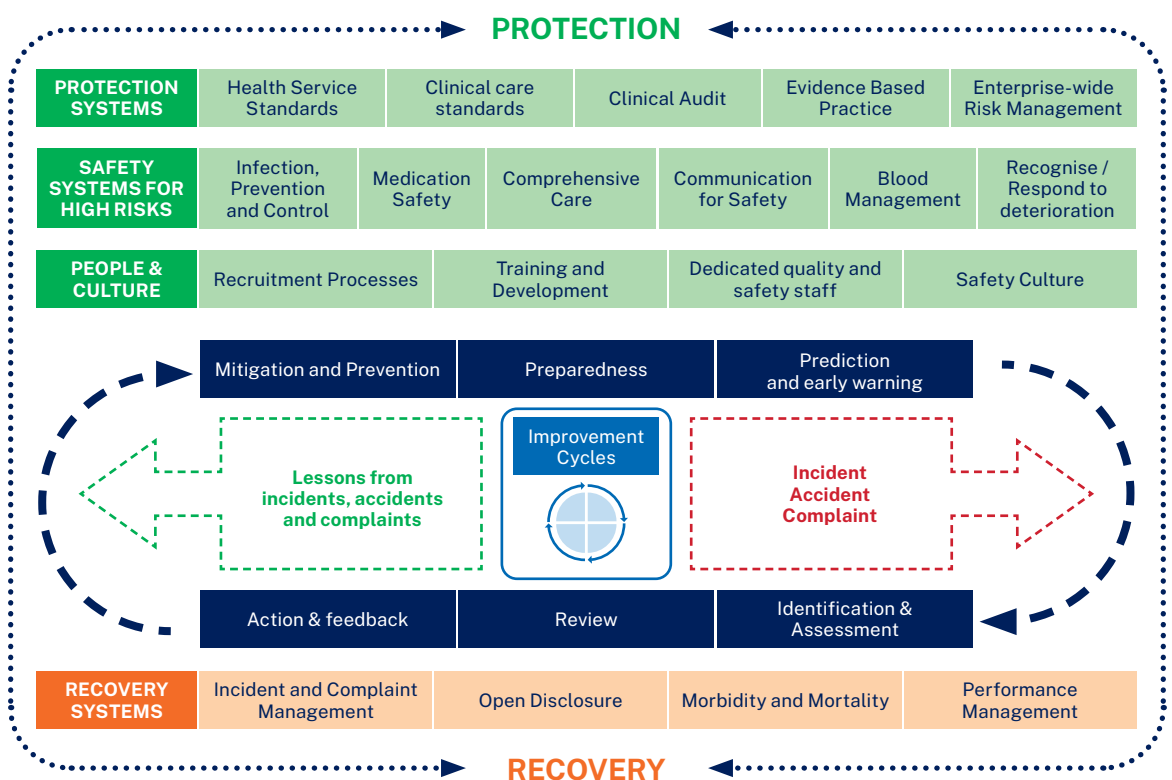 PROTECTION
PROTECTION
SYSTEMS
Health Service
Standards
Clinical care
standards
Clinical Audit
Evidence Based
Practice
Enterprise-wide
Risk Management
SAFETY
SYSTEMS FOR
HIGH RISKS
Infection,
Prevention
and Control
Medication
Safety
Comprehensive
Care
Communication
for Safety
Blood
Management
Recognise /
Respond to
deterioration
PEOPLE &
CULTURE
Recruitment Processes
Training and
Development
Dedicated quality and
safety staff
Safety Culture
Mitigation and Prevention
Preparedness
Prediction
and early warning
Lessons from
incidents, accidents
and complaints
Improvement
Cycles
Incident
Accident
Complaint
Action & feedback
Review
Identification &
Assessment
RECOVERY
SYSTEMS
Incident and Complaint
Management
Open Disclosure
Morbidity and Mortality
Performance
Management
RECOVERY